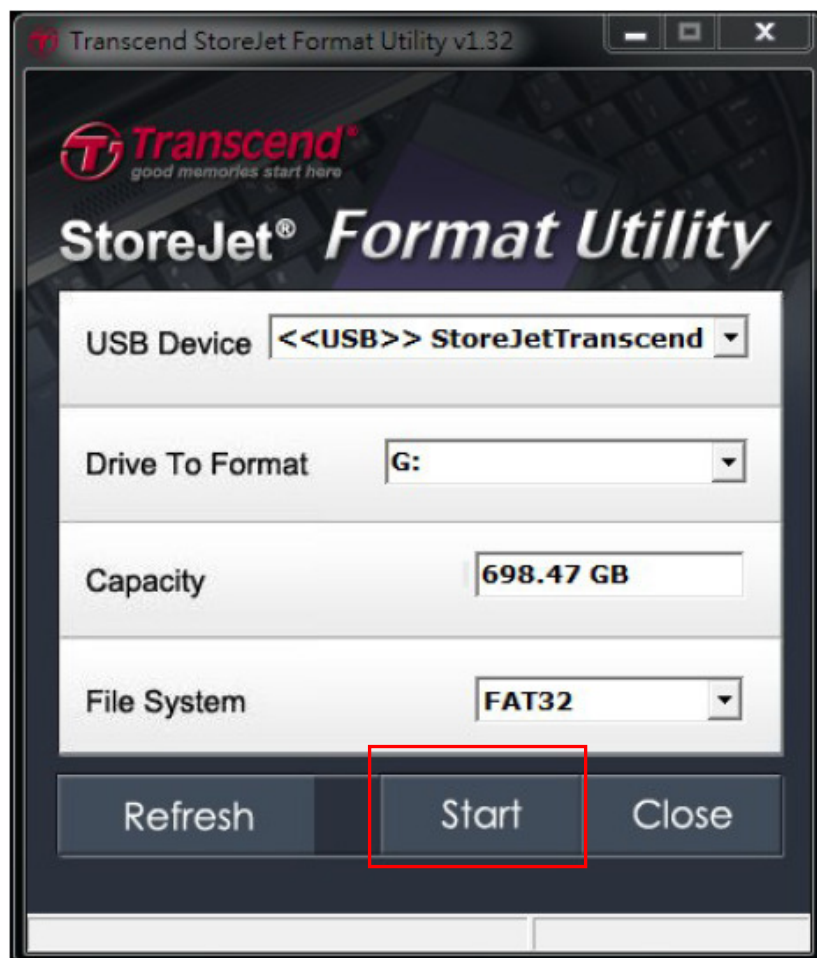 Transcend StoreJet Format Utility v1.32
Transcend®
good memories start here
StoreJet® Format Utility
USB Device <<USB>> StoreJetTranscend
Drive To Format G:
Capacity 698.47 GB
File System FAT32
Refresh Start Close